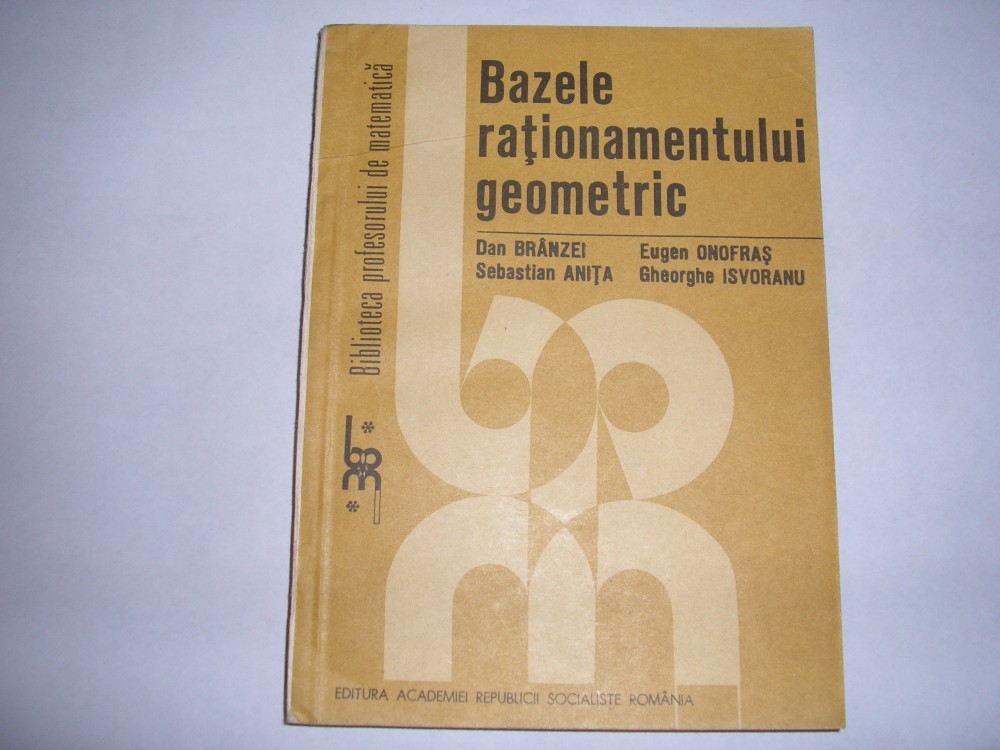 Bazele
raţionamentului
geometric
Dan BRÂNZEI
Eugen ONOFRAŞ
Sebastian ANIŢA
Gheorghe ISVORANU
Biblioteca profesorului de matematică
bpm
EDITURA ACADEMIEI REPUBLICII SOCIALISTE ROMÂNIA